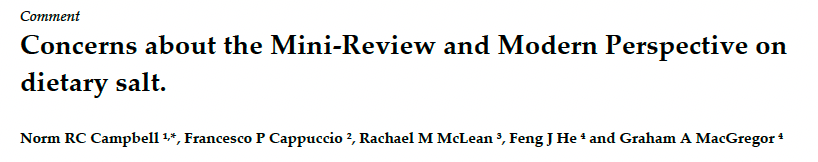 Comment
Concerns about the Mini-Review and Modern Perspective on
dietary salt.
Norm RC Campbell ¹,*, Francesco P Cappuccio ², Rachael M McLean ³, Feng J He ⁴ and Graham A MacGregor ⁴